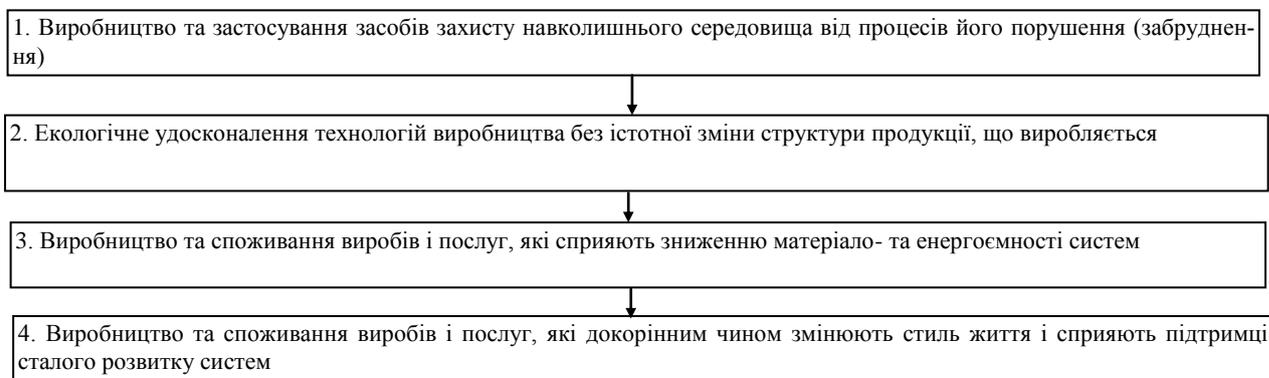 1. Виробництво та застосування засобів захисту навколишнього середовища від процесів його порушення (забруднен-
ня)
2. Екологічне удосконалення технологій виробництва без істотної зміни структури продукції, що виробляється
3. Виробництво та споживання виробів і послуг, які сприяють зниженню матеріало- та енергоємності систем
4. Виробництво та споживання виробів і послуг, які докорінним чином змінюють стиль життя і сприяють підтримці
сталого розвитку систем